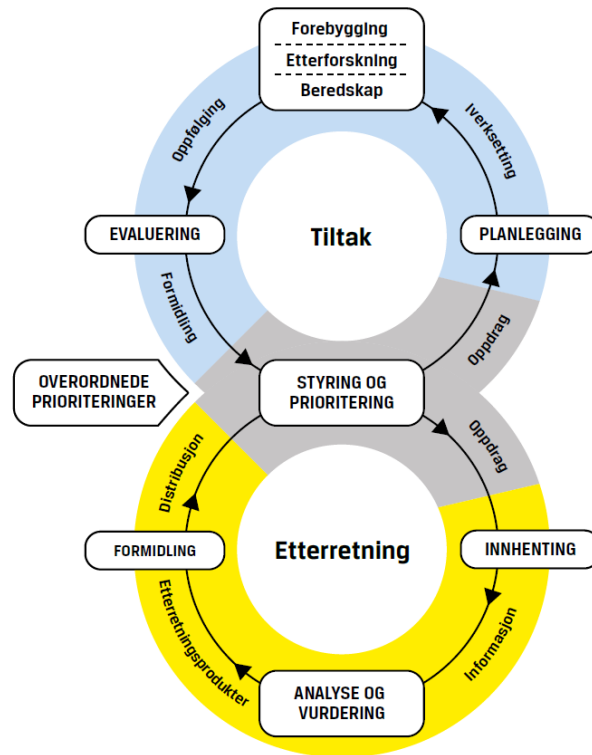 Forebygging
Etterforskning
Beredskap
Oppfølging
Iverksetting
EVALUERING
Tiltak
PLANLEGGING
Formidling
Oppdrag
OVERORDNEDE
PRIORITERINGER
STYRING OG
PRIORITERING
Distribusjon
Oppdrag
FORMIDLING
Etterretning
INNHENTING
Etterretningsprodukter
Informasjon
ANALYSE OG
VURDERING